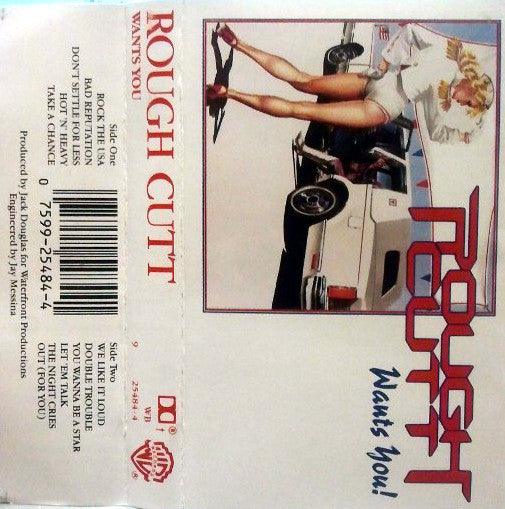 ROUGH
CUTT
Wants You!
ROUGH CUTT
WANTS YOU
9 25484-4
WB
Side One
ROCK THE USA
BAD REPUTATION
DON'T SETTLE FOR LESS
HOT 'N' HEAVY
TAKE A CHANCE
0 7599-25484-4
Side Two
WE LIKE IT LOUD
DOUBLE TROUBLE
YOU WANNA BE A STAR
LET 'EM TALK
THE NIGHT CRIES
OUT (FOR YOU)
Produced by Jack Douglas for Waterfront Productions
Engineered by Jay Messina